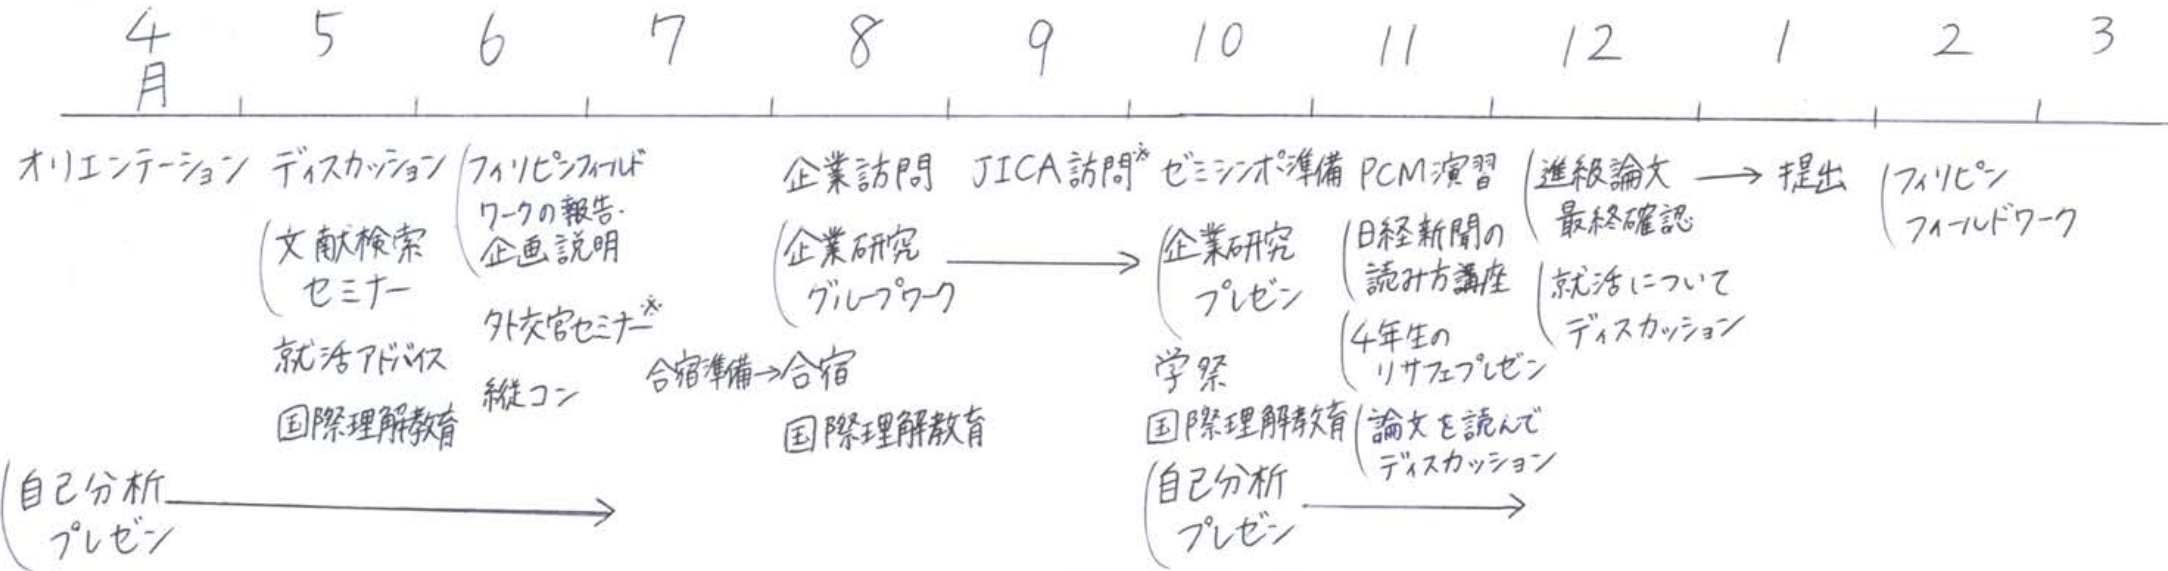 4月 5 6 7 8 9 10 11 12 1 2 3
オリエンテーション
自己分析
プレゼン
ディスカッション
文献検索
セミナー
就活アドバイス
国際理解教育
フィリピンフィールド
ワークの報告・
企画説明
外交官セミナー※
縦コン
合宿準備→合宿
企業訪問
企業研究
グループワーク
国際理解教育
JICA訪問※
ゼミシンポ準備
企業研究
プレゼン
学祭
国際理解教育
自己分析
プレゼン
PCM演習
日経新聞の
読み方講座
4年生の
リサフェプレゼン
論文を読んで
ディスカッション
進級論文 → 提出
最終確認
就活について
ディスカッション
フィリピン
フィールドワーク